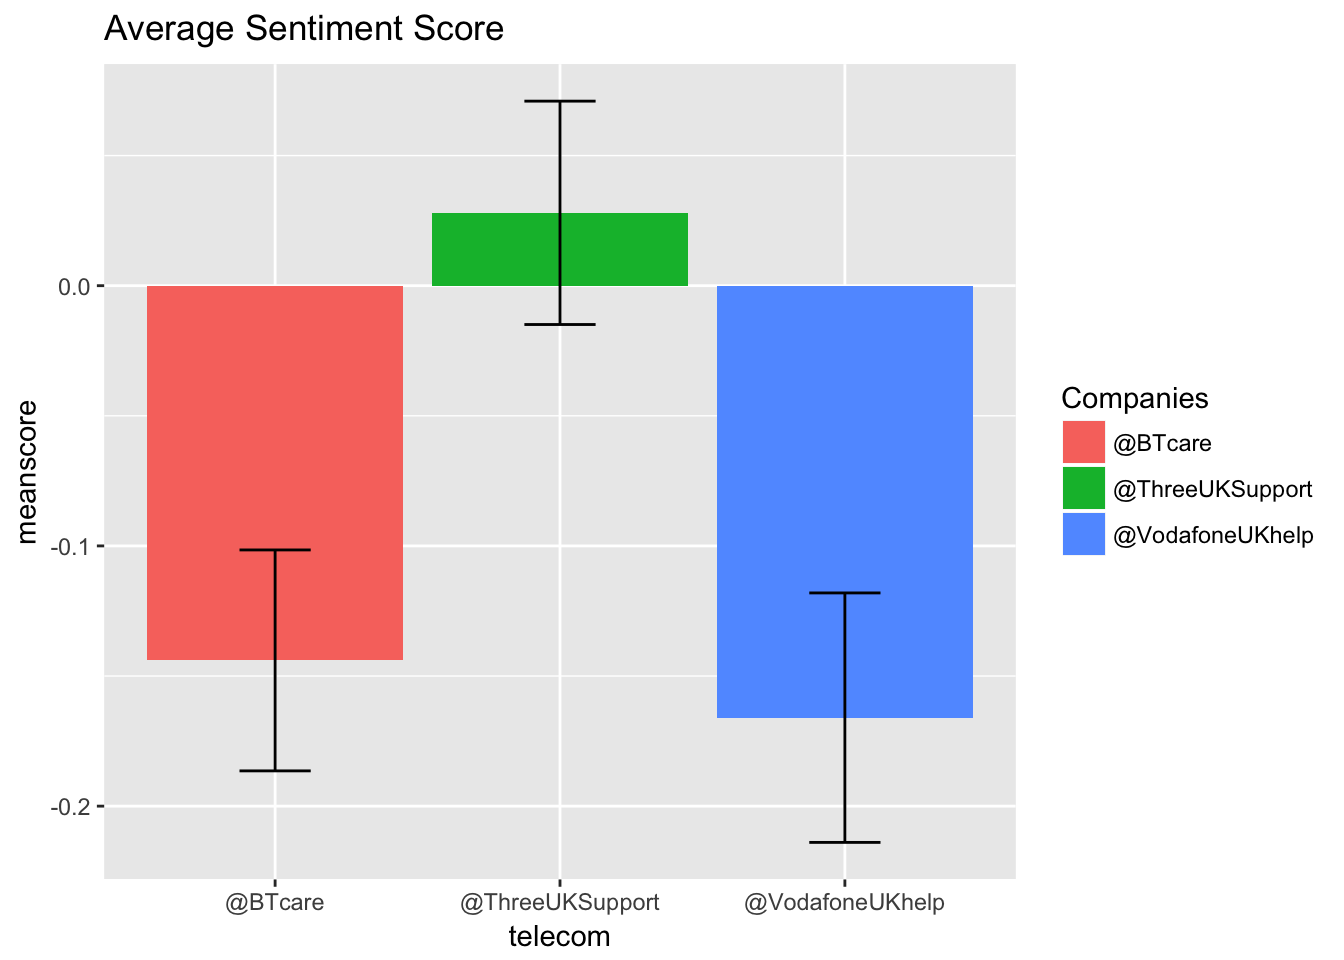 Average Sentiment Score
meanscore
0.0
-0.1
-0.2
@BTcare
@ThreeUKSupport
@VodafoneUKhelp
telecom
Companies
@BTcare
@ThreeUKSupport
@VodafoneUKhelp